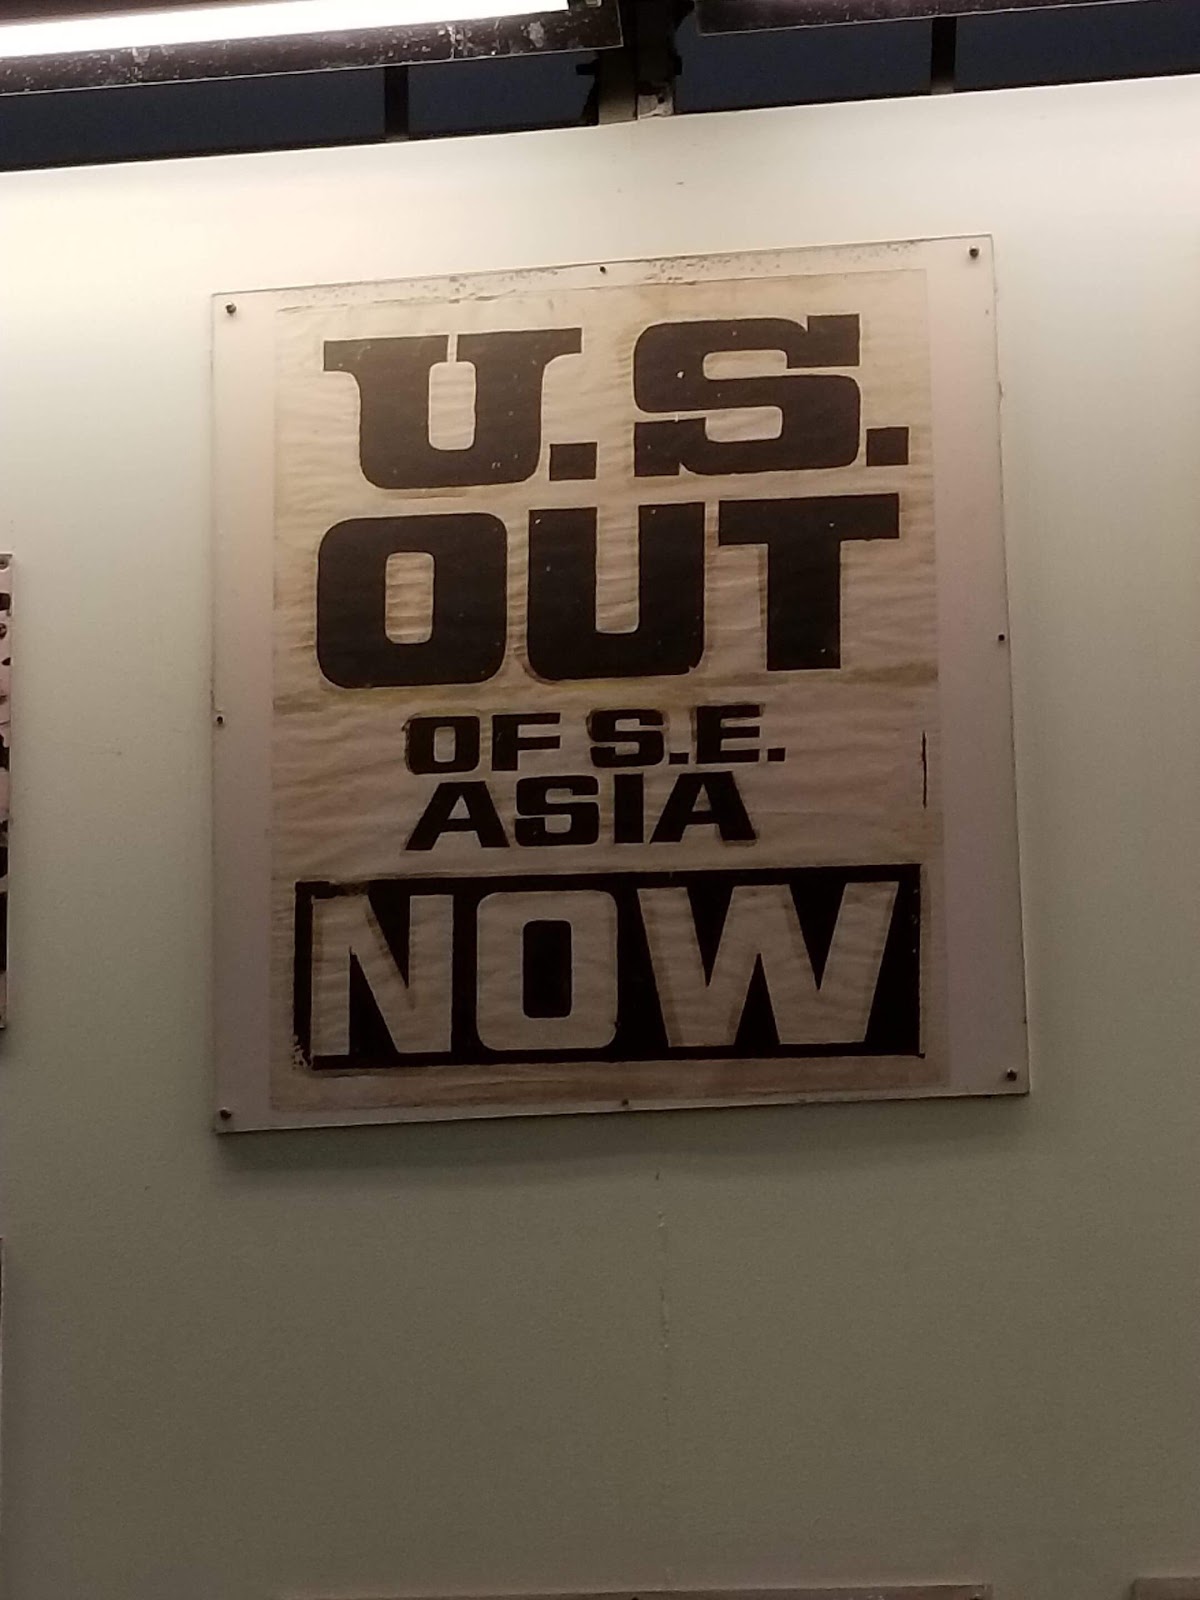 U.S.
OUT
OF S.E.
ASIA
NOW